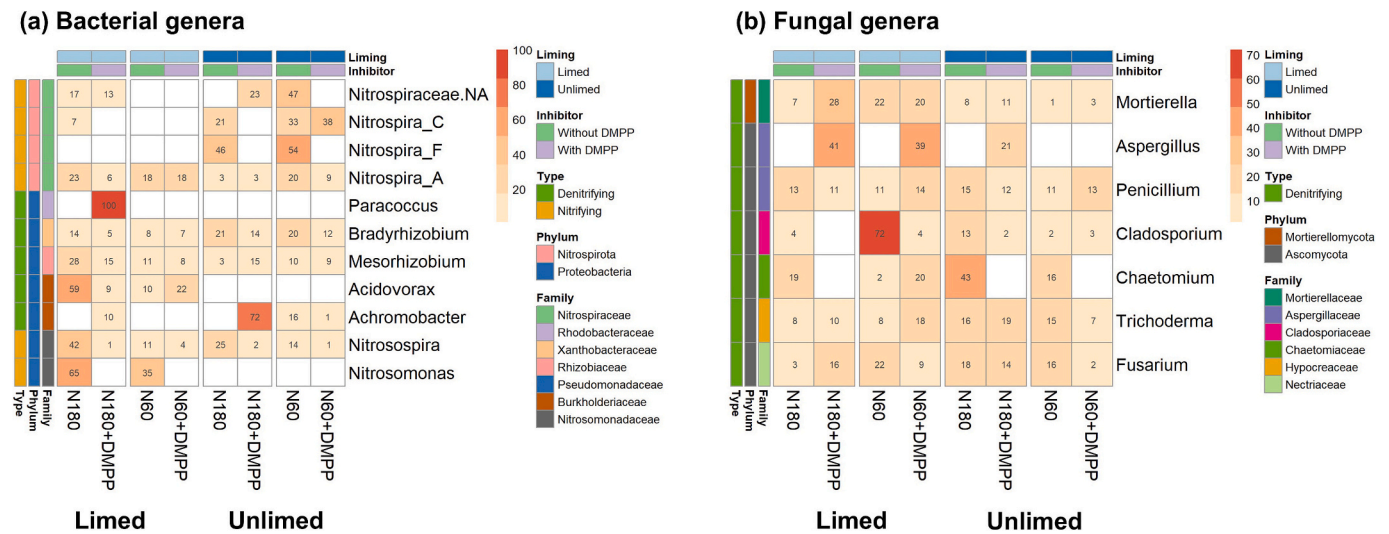 (a) Bacterial genera
Liming
Inhibitor
17 13 23 47 Nitrospiraceae.NA
7 21 33 38 Nitrospira_C
46 54 Nitrospira_F
23 6 18 18 3 3 20 9 Nitrospira_A
100 Paracoccus
14 5 8 7 21 14 20 12 Bradyrhizobium
28 15 11 8 3 15 10 9 Mesorhizobium
59 9 10 22 Acidovorax
10 72 16 1 Achromobacter
42 1 11 4 25 2 14 1 Nitrosospira
65 35 Nitrosomonas
Type Phylum Family N180 N180+DMPP N60 N60+DMPP N180 N180+DMPP N60 N60+DMPP
Limed Unlimed
100
80
60
40
20
Liming
Limed
Unlimed
Inhibitor
Without DMPP
With DMPP
Type
Denitrifying
Nitrifying
Phylum
Nitrospirota
Proteobacteria
Family
Nitrospiraceae
Rhodobacteraceae
Xanthobacteraceae
Rhizobiaceae
Pseudomonadaceae
Burkholderiaceae
Nitrosomonadaceae
(b) Fungal genera
Liming
Inhibitor
7 28 22 20 8 11 1 3 Mortierella
41 39 21 Aspergillus
13 11 11 14 15 12 11 13 Penicillium
4 72 4 13 2 2 3 Cladosporium
19 2 20 43 16 Chaetomium
8 10 8 18 16 19 15 7 Trichoderma
3 16 22 9 18 14 16 2 Fusarium
Type Phylum Family N180 N180+DMPP N60 N60+DMPP N180 N180+DMPP N60 N60+DMPP
Limed Unlimed
70
60
50
40
30
20
10
Liming
Limed
Unlimed
Inhibitor
Without DMPP
With DMPP
Type
Denitrifying
Phylum
Mortierellomycota
Ascomycota
Family
Mortierellaceae
Aspergillaceae
Cladosporiaceae
Chaetomiaceae
Hypocreaceae
Nectriaceae